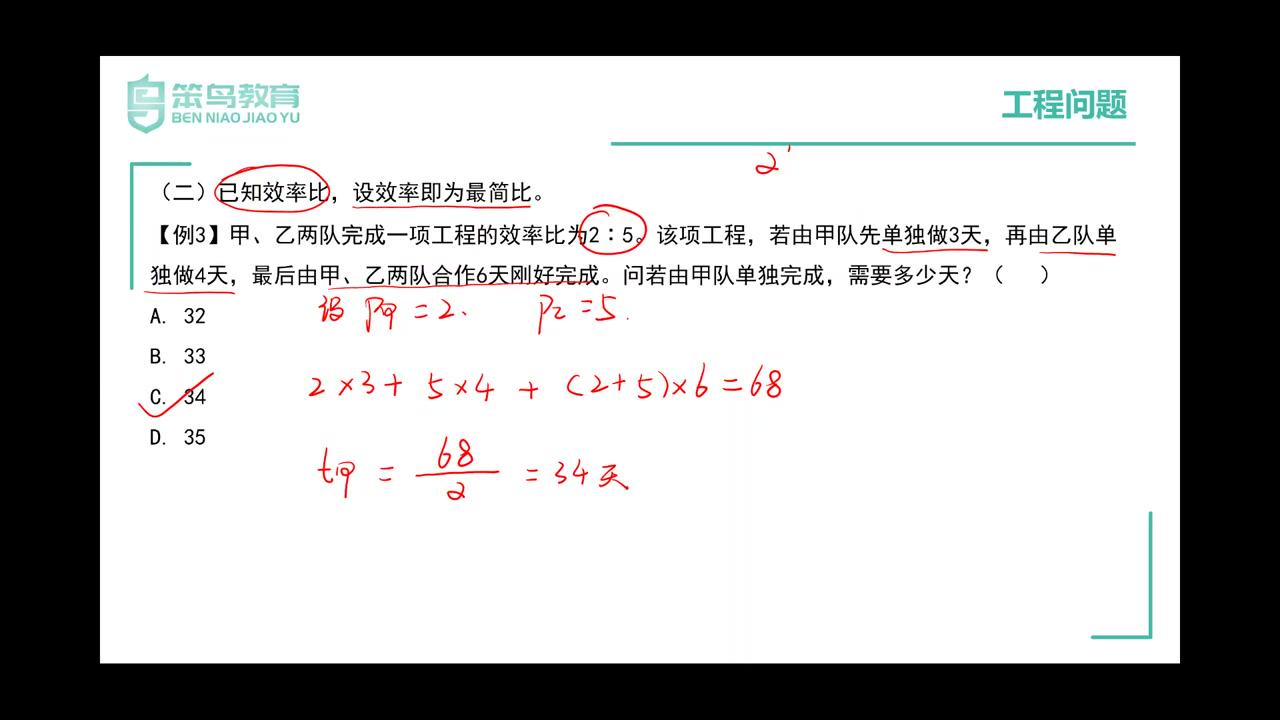 笨鸟教育
BEN NIAO JIAO YU
工程问题
2
（二）已知效率比，设效率即为最简比。
【例3】甲、乙两队完成一项工程的效率比为2：5。该项工程，若由甲队先单独做3天，再由乙队单
独做4天，最后由甲、乙两队合作6天刚好完成。问若由甲队单独完成，需要多少天？（ ）
A. 32
设 P甲 = 2. P乙 = 5.
B. 33
2×3+ 5×4 + (2+5)×6=68
C. 34
D. 35
t甲 = 68/2 = 34天